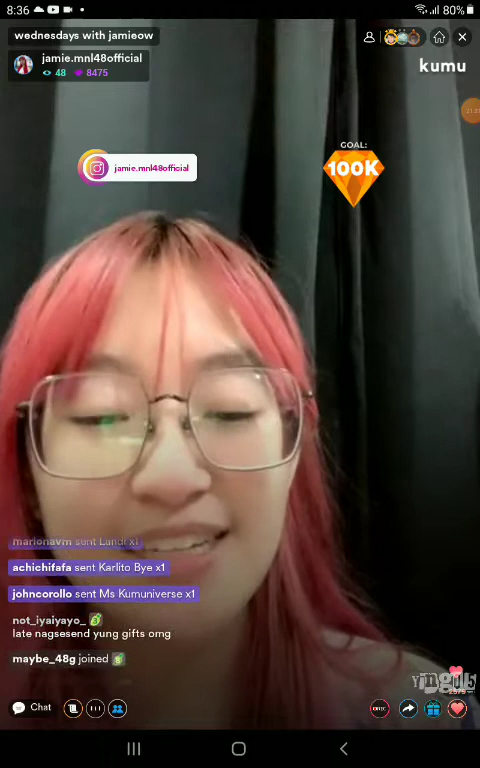 8:36
80%
wednesdays with jamieow
jamie.mnl48official
48 8475
kumu
GOAL:
100K
jamie.mnl48official
marionavm sent Landi x1
achichifafa sent Karlito Bye x1
johncorollo sent Ms Kumuniverse x1
not_iyaiyayo_
late nagsesend yung gifts omg
maybe_48g joined
Chat